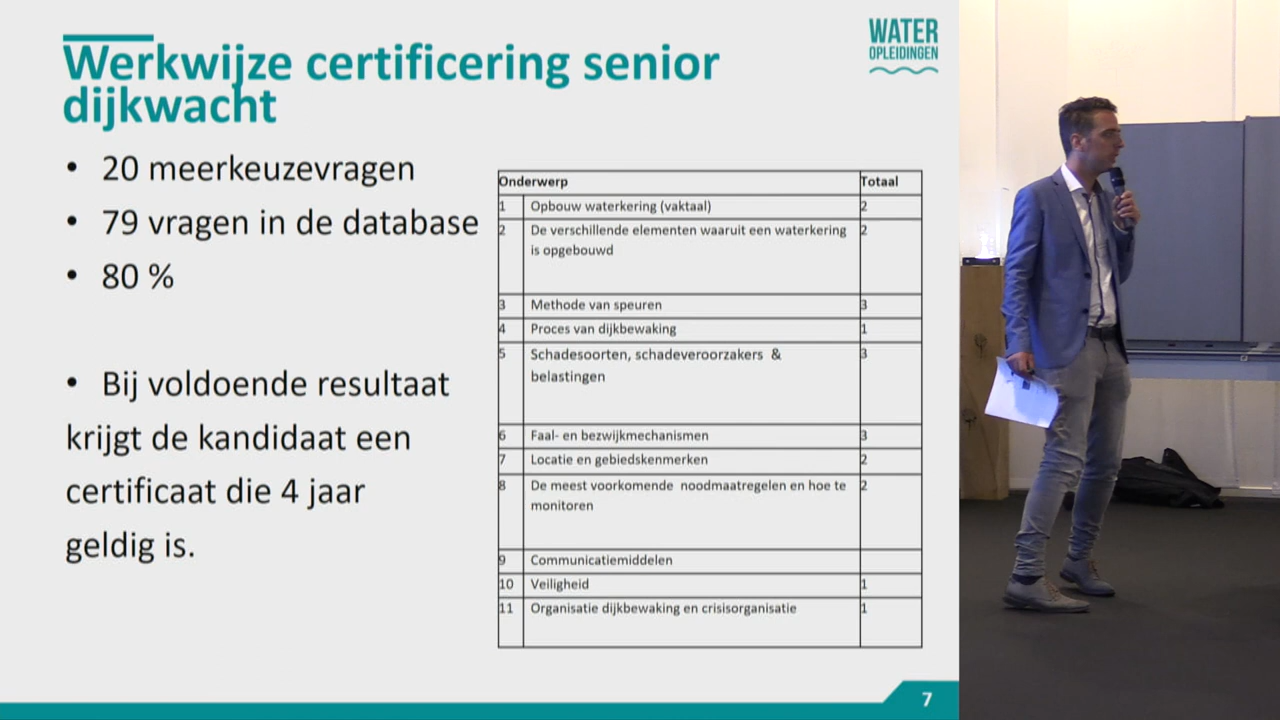 Werkwijze certificering senior
dijkwacht
WATER
OPLEIDINGEN
• 20 meerkeuzevragen
• 79 vragen in de database
• 80 %
• Bij voldoende resultaat
krijgt de kandidaat een
certificaat die 4 jaar
geldig is.
Onderwerp Totaal
1 Opbouw waterkering (vaktaal) 2
2 De verschillende elementen waaruit een waterkering 2
is opgebouwd
3 Methode van speuren 3
4 Proces van dijkbewaking 1
5 Schadesoorten, schadeveroorzakers & 3
belastingen
6 Faal- en bezwijkmechanismen 3
7 Locatie en gebiedskenmerken 2
8 De meest voorkomende noodmaatregelen en hoe te 2
monitoren
9 Communicatiemiddelen
10 Veiligheid 1
11 Organisatie dijkbewaking en crisisorganisatie 1
7